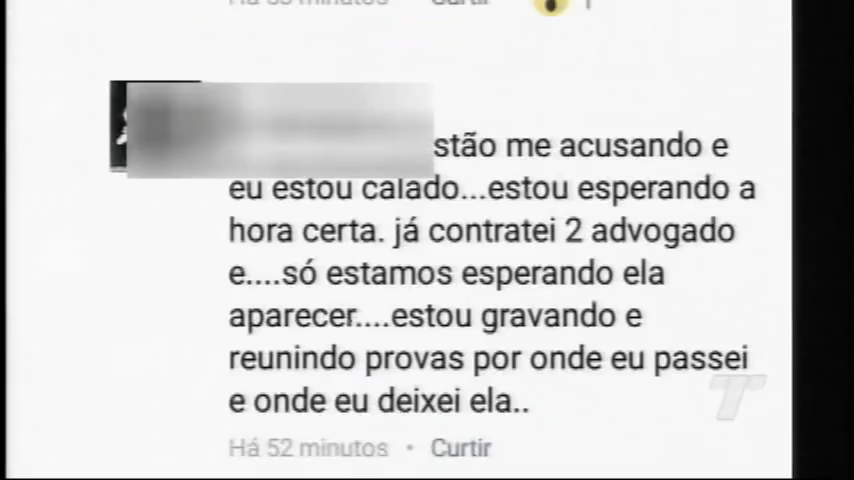 Há 53 minutos Curtir 1
stão me acusando e
eu estou calado...estou esperando a
hora certa. já contratei 2 advogado
e....só estamos esperando ela
aparecer....estou gravando e
reunindo provas por onde eu passei
e onde eu deixei ela..
Há 52 minutos • Curtir
T